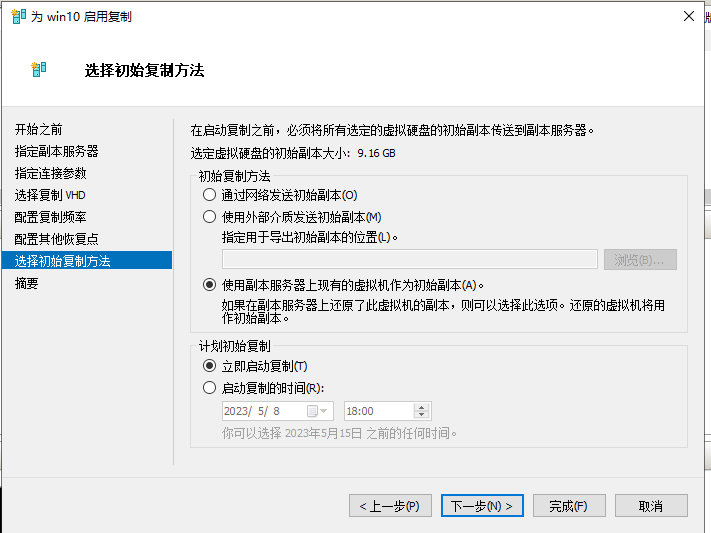 为 win10 启用复制
选择初始复制方法
开始之前
指定副本服务器
指定连接参数
选择复制 VHD
配置复制频率
配置其他恢复点
选择初始复制方法
摘要
在启动复制之前，必须将所有选定的虚拟硬盘的初始副本传送到副本服务器。
选定虚拟硬盘的初始副本大小: 9.16 GB
初始复制方法
通过网络发送初始副本(O)
使用外部介质发送初始副本(M)
指定用于导出初始副本的位置(L)。
浏览(B)...
使用副本服务器上现有的虚拟机作为初始副本(A)。
如果在副本服务器上还原了此虚拟机的副本，则可以选择此选项。还原的虚拟机将用
作初始副本。
计划初始复制
立即启动复制(T)
启动复制的时间(R):
2023/ 5/ 8
18:00
你可以选择 2023年5月15日 之前的任何时间。
< 上一步(P)
下一步(N) >
完成(F)
取消